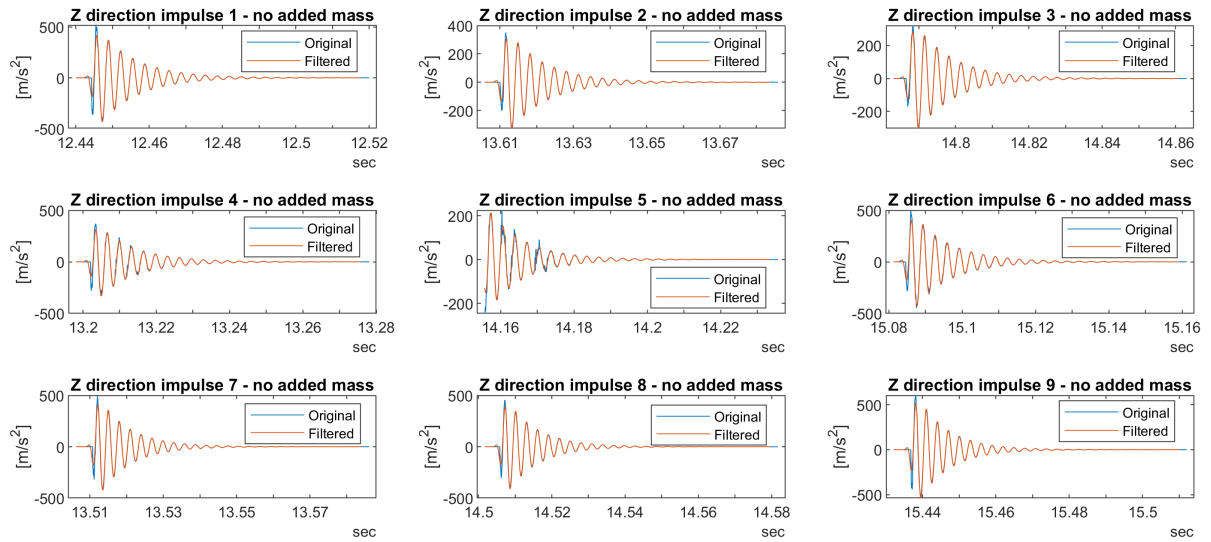 Z direction impulse 1 - no added mass
500
0
-500
[m/s²]
Original
Filtered
12.44 12.46 12.48 12.5 12.52
sec
Z direction impulse 2 - no added mass
400
200
0
-200
[m/s²]
Original
Filtered
13.61 13.63 13.65 13.67
sec
Z direction impulse 3 - no added mass
200
0
-200
[m/s²]
Original
Filtered
14.8 14.82 14.84 14.86
sec
Z direction impulse 4 - no added mass
500
0
-500
[m/s²]
Original
Filtered
13.2 13.22 13.24 13.26 13.28
sec
Z direction impulse 5 - no added mass
200
0
-200
[m/s²]
Original
Filtered
14.16 14.18 14.2 14.22
sec
Z direction impulse 6 - no added mass
500
0
-500
[m/s²]
Original
Filtered
15.08 15.1 15.12 15.14 15.16
sec
Z direction impulse 7 - no added mass
500
0
-500
[m/s²]
Original
Filtered
13.51 13.53 13.55 13.57
sec
Z direction impulse 8 - no added mass
500
0
-500
[m/s²]
Original
Filtered
14.5 14.52 14.54 14.56 14.58
sec
Z direction impulse 9 - no added mass
500
0
-500
[m/s²]
Original
Filtered
15.44 15.46 15.48 15.5
sec